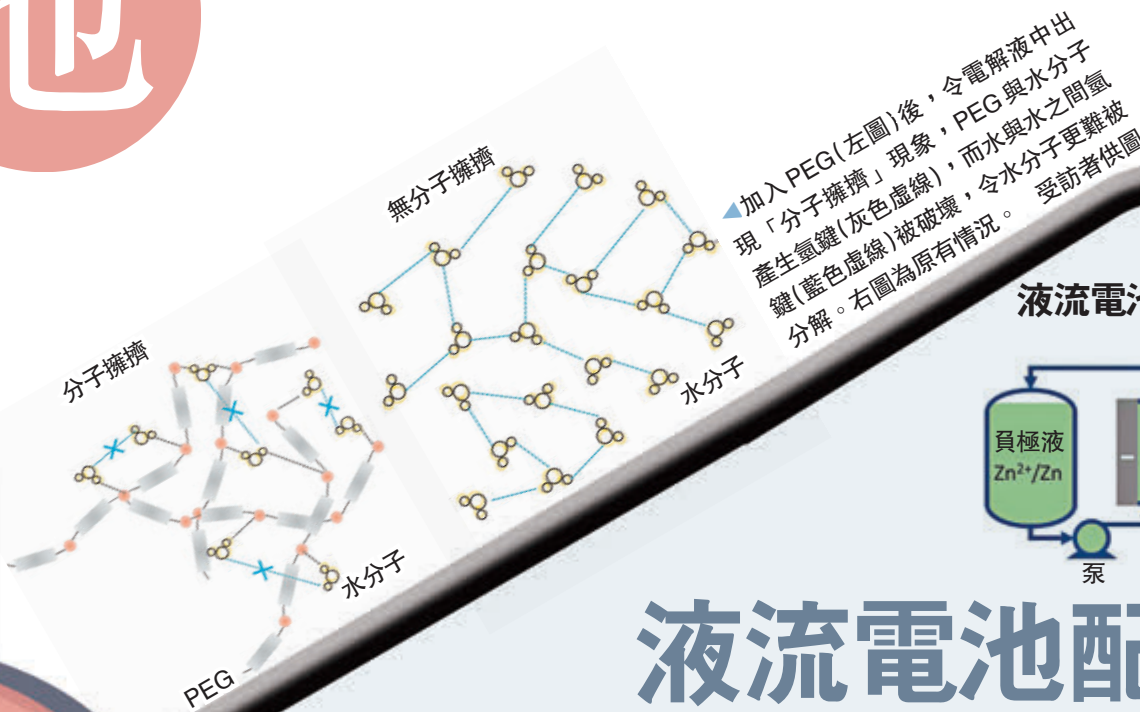 也
無分子擁擠
加入PEG(左圖)後，令電解液中出
現「分子擁擠」現象，PEG與水分子
產生氫鍵(灰色虛線)，而水與水之間氫
鍵(藍色虛線)被破壞，令水分子更難被
分解。右圖為原有情況。 受訪者供圖
水分子
分子擁擠
水分子
PEG
液流電池
負極液
Zn²⁺/Zn
泵
液流電池配